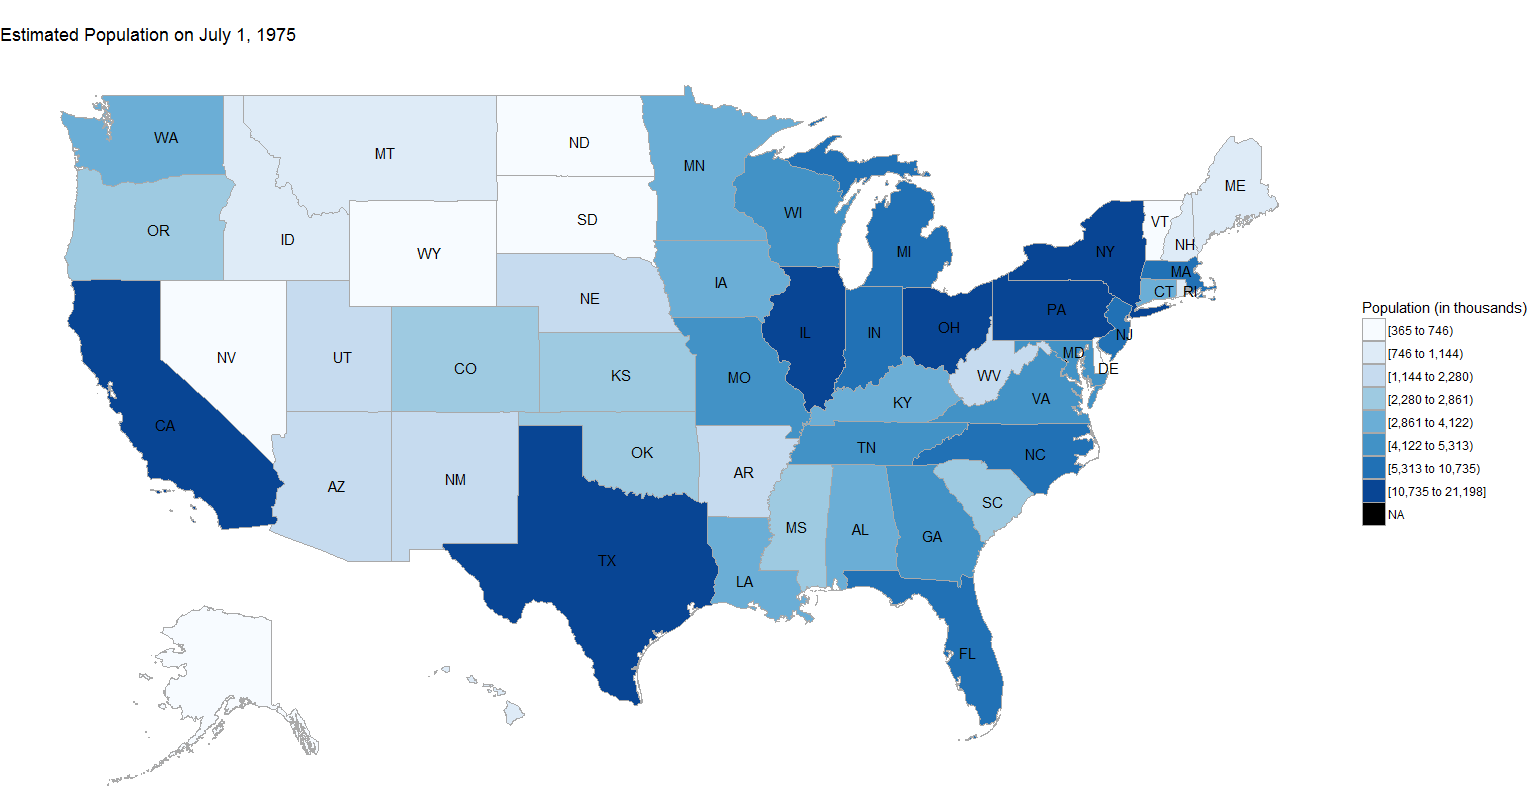 Estimated Population on July 1, 1975
WA
MT
ND
MN
ME
OR
ID
SD
WI
VT
NH
WY
MI
NY
MA
IA
CT
RI
NE
PA
NV
UT
CO
KS
MO
IL
IN
OH
NJ
MD
DE
WV
VA
KY
CA
AZ
NM
OK
AR
TN
NC
SC
MS
AL
GA
TX
LA
FL
Population (in thousands)
[365 to 746)
[746 to 1,144)
[1,144 to 2,280)
[2,280 to 2,861)
[2,861 to 4,122)
[4,122 to 5,313)
[5,313 to 10,735)
[10,735 to 21,198]
NA